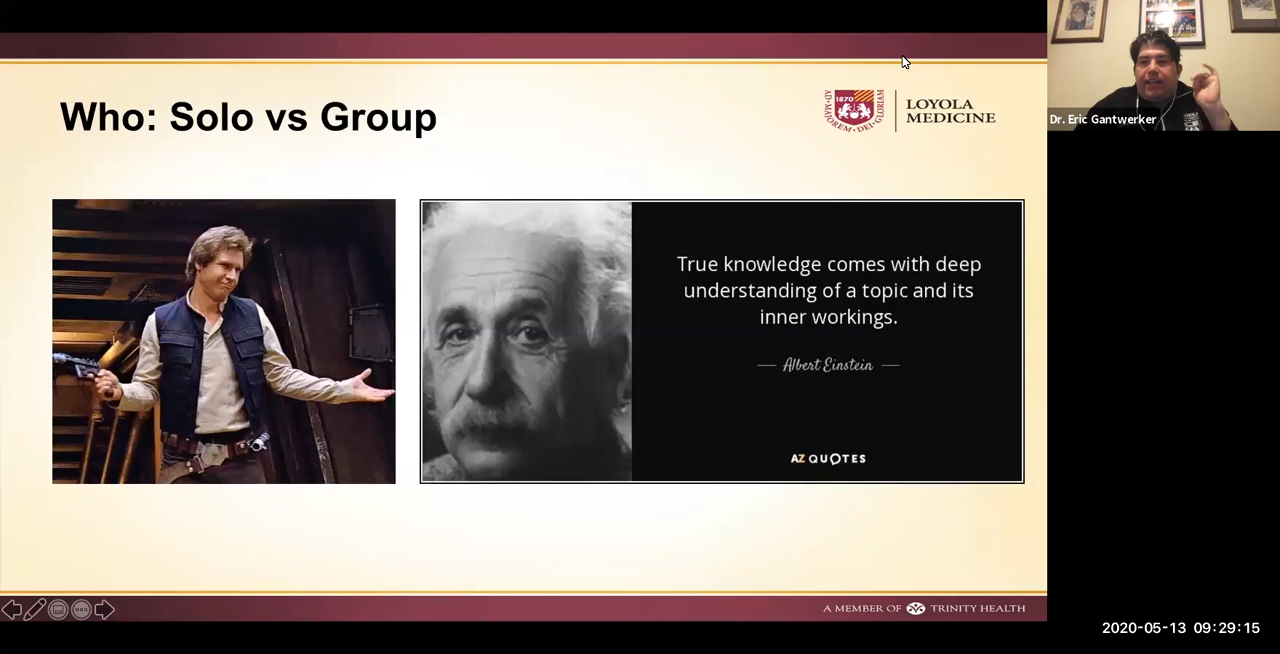 Who: Solo vs Group
1870
AD·MAJOREM·DEI·GLORIAM
LOYOLA
MEDICINE
Dr. Eric Gantwerker
True knowledge comes with deep
understanding of a topic and its
inner workings.
Albert Einstein
AZ QUOTES
A MEMBER OF TRINITY HEALTH
2020-05-13 09:29:15